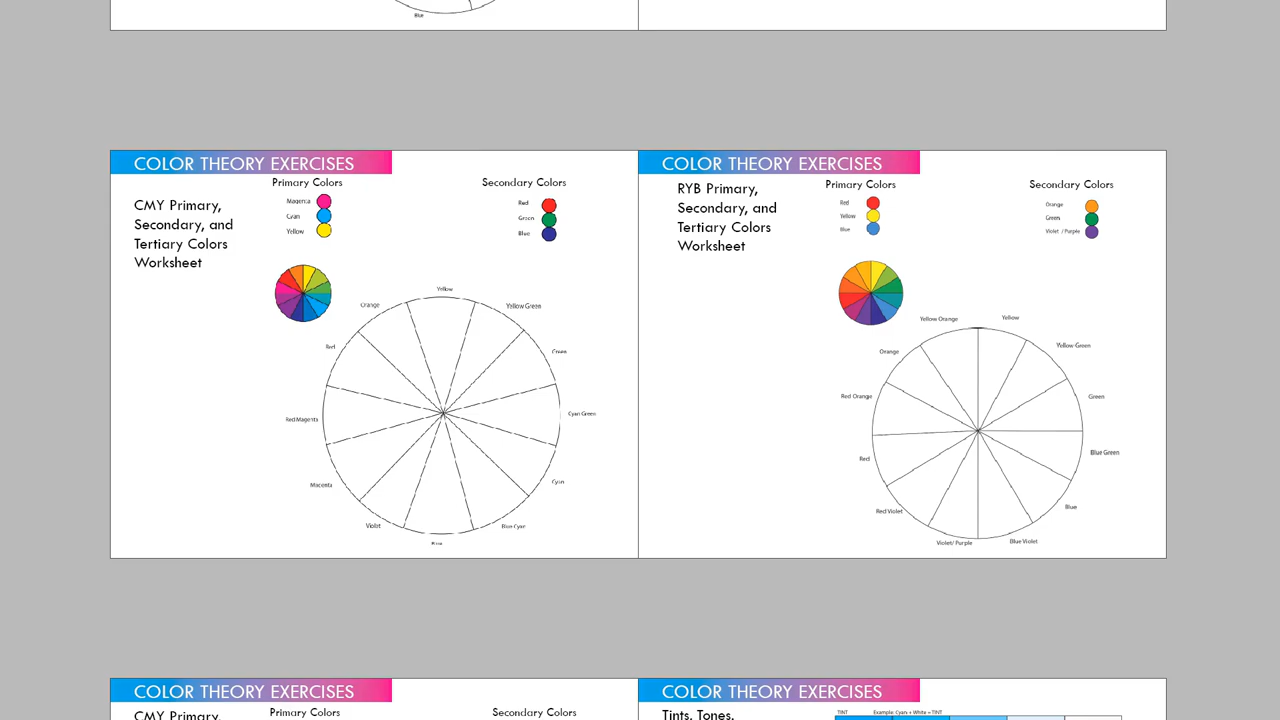 Blue
COLOR THEORY EXERCISES
Primary Colors
Secondary Colors
CMY Primary,
Secondary, and
Tertiary Colors
Worksheet
Magenta
Cyan
Yellow
Red
Green
Blue
Yellow
Yellow Green
Green
Cyan Green
Cyan
Blue Cyan
Blue
Violet
Magenta
Red Magenta
Red
Orange
COLOR THEORY EXERCISES
RYB Primary,
Secondary, and
Tertiary Colors
Worksheet
Primary Colors
Red
Yellow
Blue
Secondary Colors
Orange
Green
Violet / Purple
Yellow Orange
Yellow
Yellow-Green
Green
Blue Green
Blue
Blue Violet
Violet/ Purple
Red Violet
Red
Red Orange
Orange
COLOR THEORY EXERCISES
CMY Primary,
Primary Colors
Secondary Colors
COLOR THEORY EXERCISES
Tints, Tones,
TINT
Example: Cyan + White = TINT